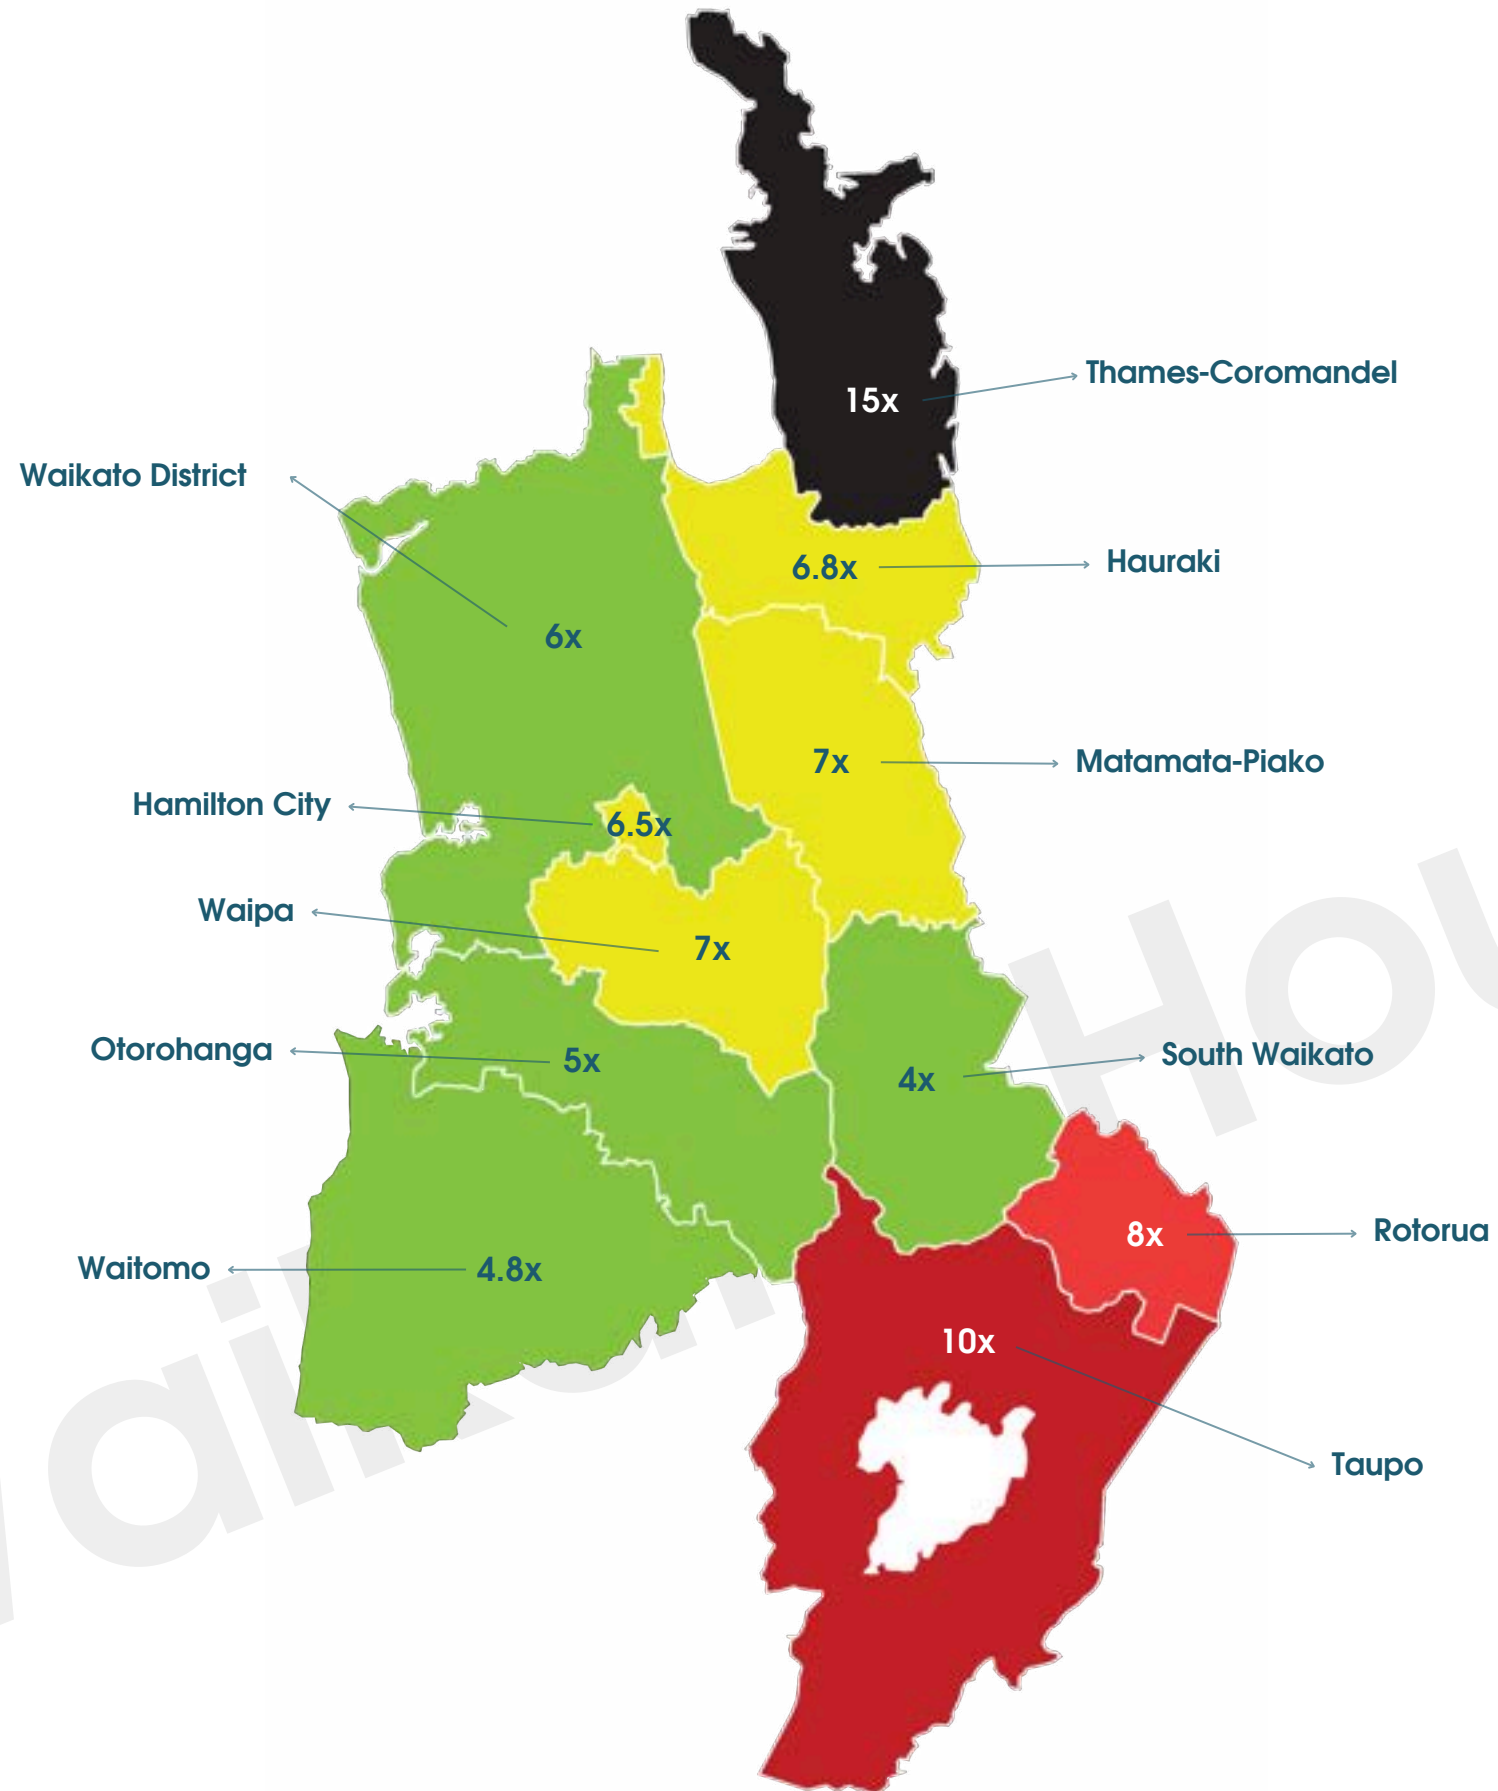 15x
Thames-Coromandel
Waikato District
6.8x
Hauraki
6x
7x
Matamata-Piako
Hamilton City
6.5x
Waipa
7x
Otorohanga
5x
4x
South Waikato
8x
Rotorua
Waitomo
4.8x
10x
Taupo